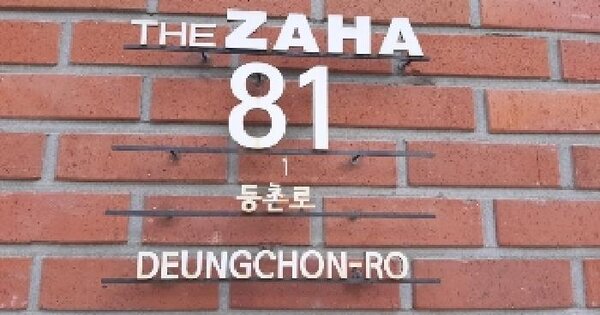 THE ZAHA
81
1
등촌로
DEUNGCHON-RO